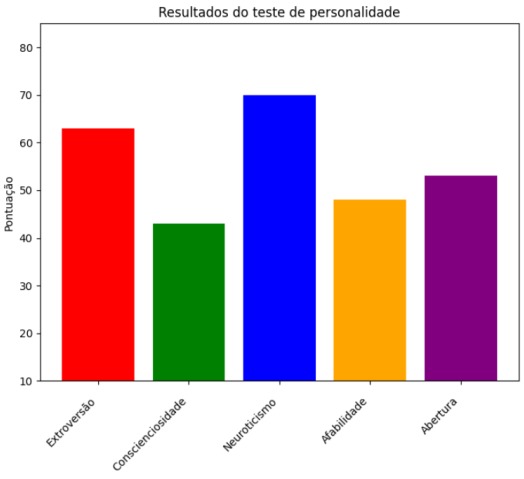 Resultados do teste de personalidade
Pontuação
80
70
60
50
40
30
20
10
Extroversão
Conscienciosidade
Neuroticismo
Afabilidade
Abertura